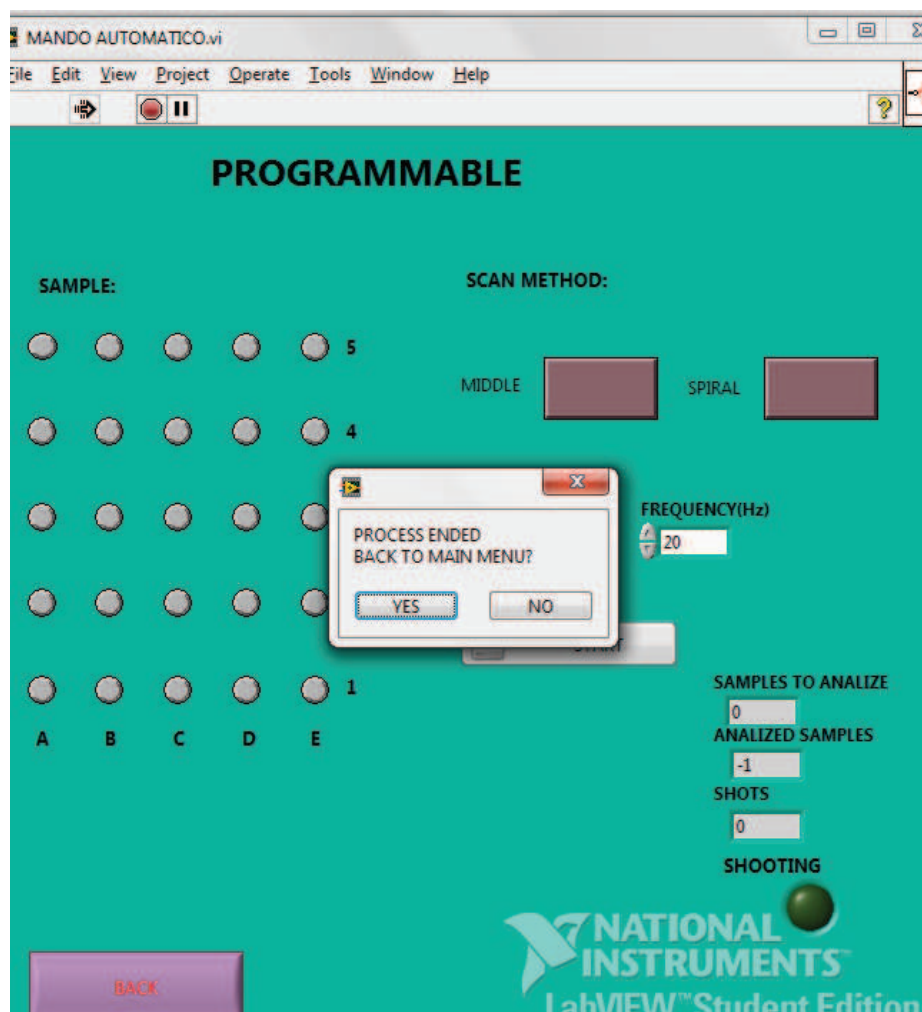 MANDO AUTOMATICO.vi
File Edit View Project Operate Tools Window Help
?
PROGRAMMABLE
SAMPLE:
SCAN METHOD:
5
MIDDLE
SPIRAL
4
FREQUENCY(Hz)
20
PROCESS ENDED
BACK TO MAIN MENU?
YES NO
START
1
SAMPLES TO ANALIZE
0
A B C D E
ANALIZED SAMPLES
-1
SHOTS
0
SHOOTING
NATIONAL
INSTRUMENTS
LabVIEW™ Student Edition
BACK